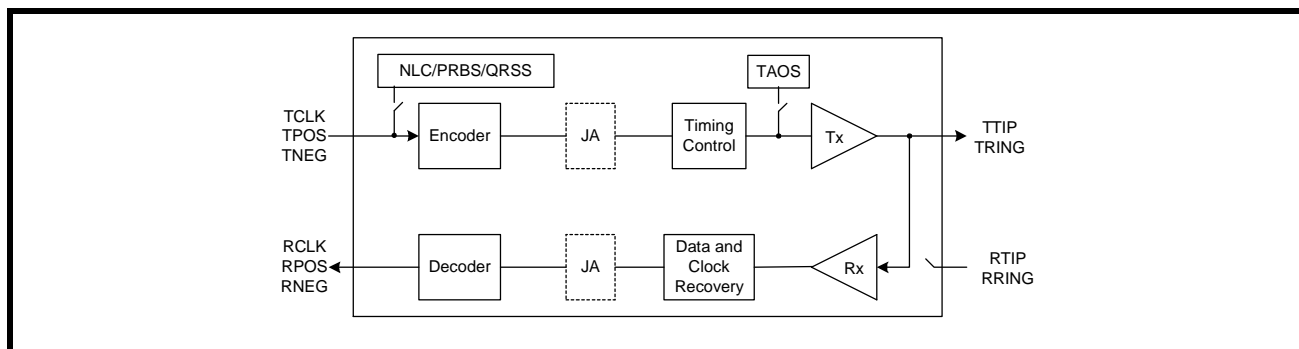 NLC/PRBS/QRSS
TAOS
TCLK
TPOS
TNEG
Encoder
JA
Timing
Control
Tx
TTIP
TRING
RCLK
RPOS
RNEG
Decoder
JA
Data and
Clock
Recovery
Rx
RTIP
RRING